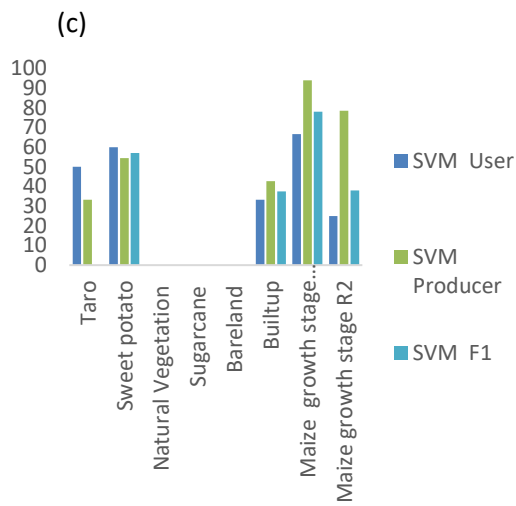 (c)
100
90
80
70
60
50
40
30
20
10
0
Taro
Sweet potato
Natural Vegetation
Sugarcane
Bareland
Builtup
Maize growth stage...
Maize growth stage R2
SVM User
SVM
Producer
SVM F1